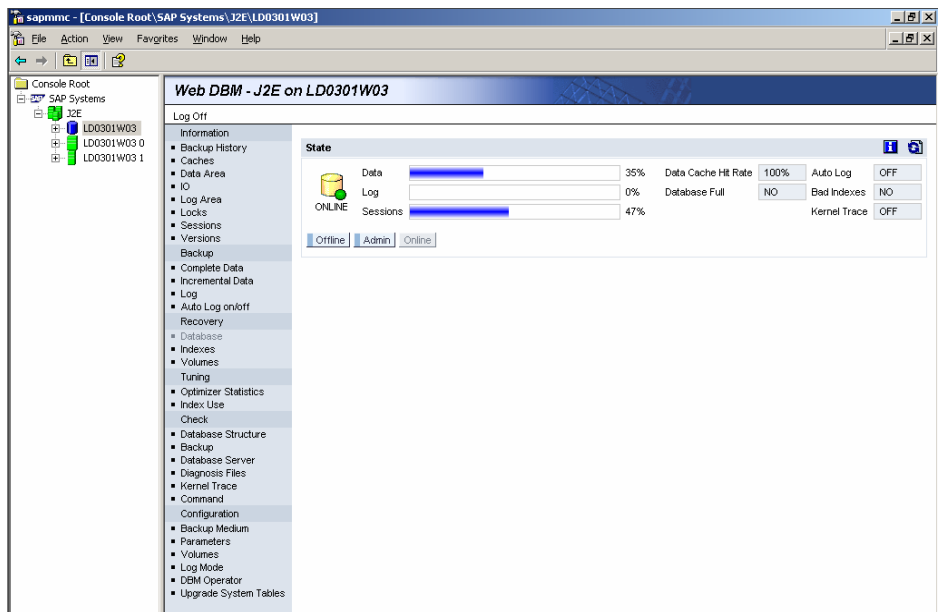 sapmmc - [Console Root\SAP Systems\J2E\LD0301W03]
File Action View Favorites Window Help
Console Root
SAP Systems
J2E
LD0301W03
LD0301W03 0
LD0301W03 1
Web DBM - J2E on LD0301W03
Log Off
Information
Backup History
Caches
Data Area
IO
Log Area
Locks
Sessions
Versions
Backup
Complete Data
Incremental Data
Log
Auto Log on/off
Recovery
Database
Indexes
Volumes
Tuning
Optimizer Statistics
Index Use
Check
Database Structure
Backup
Database Server
Diagnosis Files
Kernel Trace
Command
Configuration
Backup Medium
Parameters
Volumes
Log Mode
DBM Operator
Upgrade System Tables
State
ONLINE
Data 35% Data Cache Hit Rate 100% Auto Log OFF
Log 0% Database Full NO Bad Indexes NO
Sessions 47% Kernel Trace OFF
Offline Admin Online